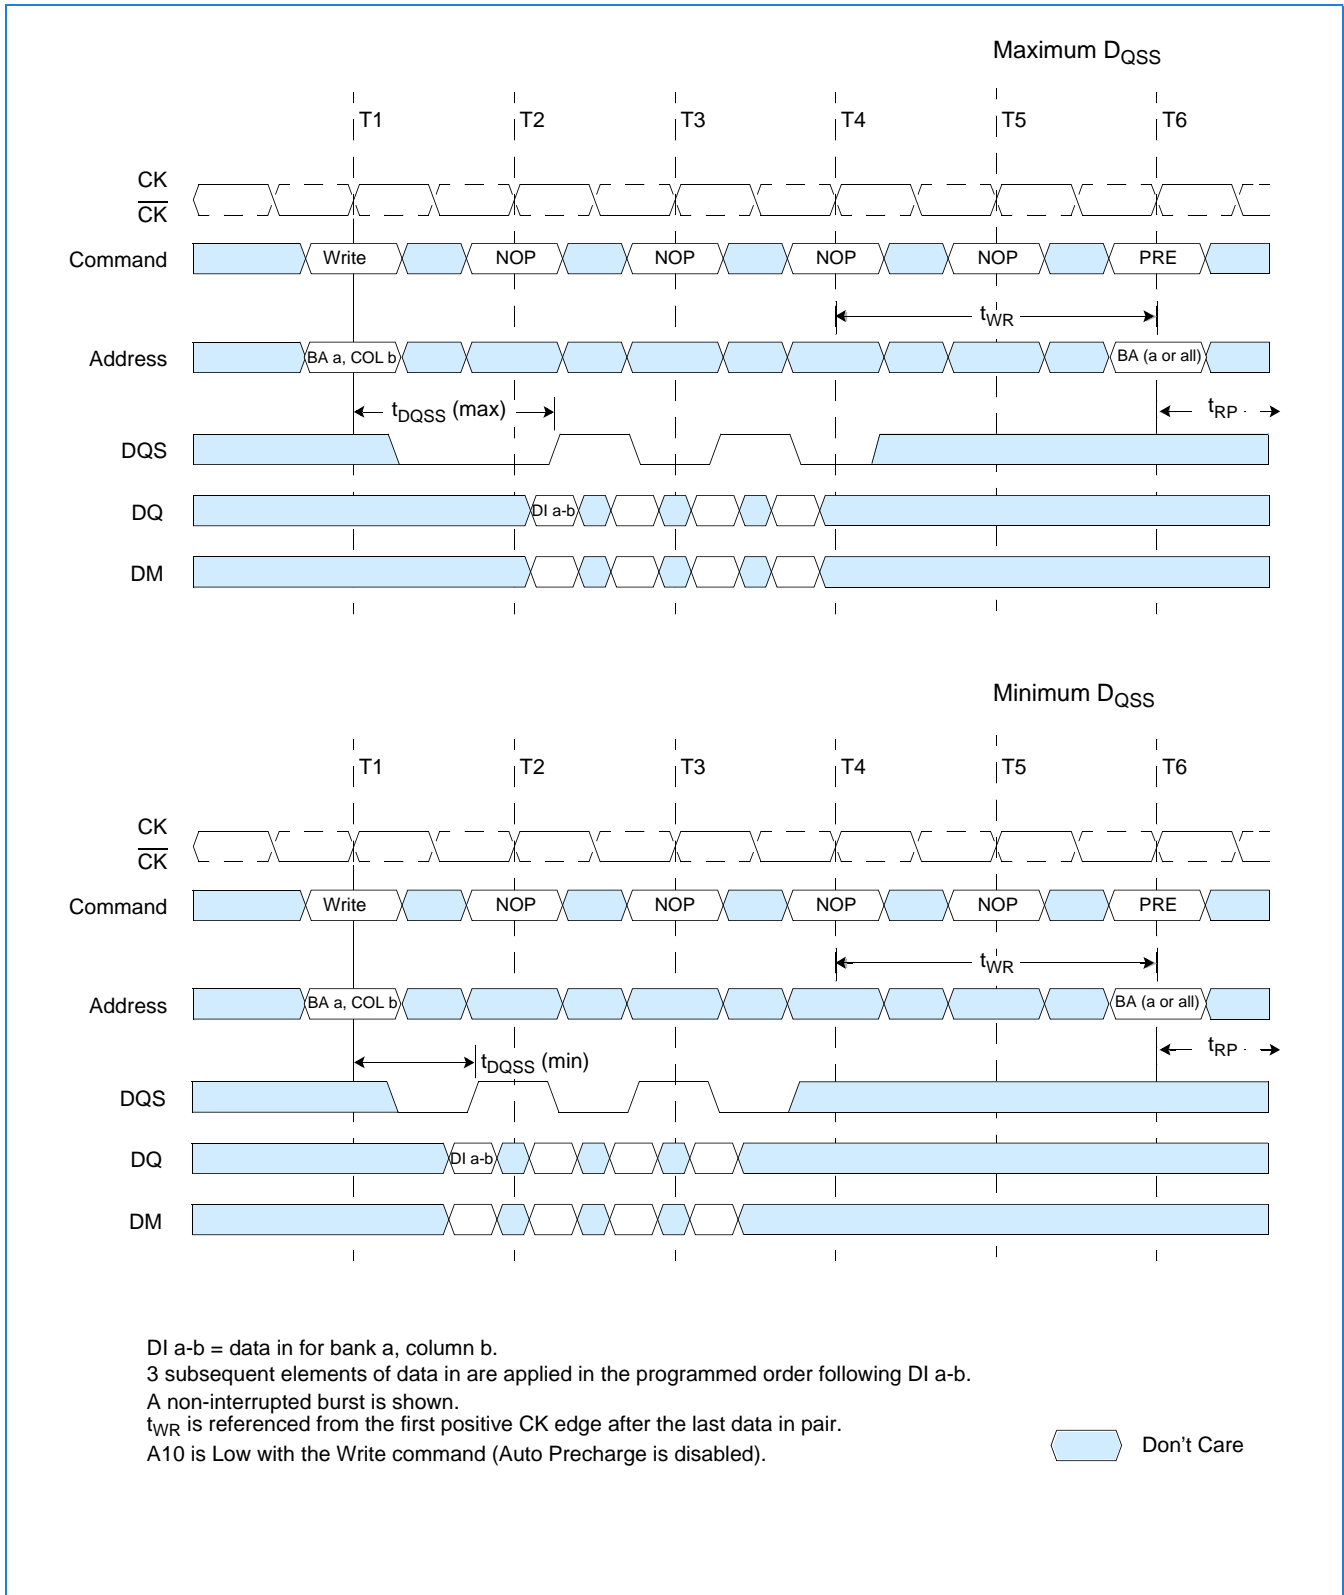 Maximum DQSS
T1 T2 T3 T4 T5 T6
CK
CK
Command Write NOP NOP NOP NOP PRE
tWR
Address BA a, COL b BA (a or all)
tDQSS (max) tRP
DQS
DQ DI a-b
DM
Minimum DQSS
T1 T2 T3 T4 T5 T6
CK
CK
Command Write NOP NOP NOP NOP PRE
tWR
Address BA a, COL b BA (a or all)
tDQSS (min) tRP
DQS
DQ DI a-b
DM
DI a-b = data in for bank a, column b.
3 subsequent elements of data in are applied in the programmed order following DI a-b.
A non-interrupted burst is shown.
tWR is referenced from the first positive CK edge after the last data in pair.
A10 is Low with the Write command (Auto Precharge is disabled).
Don't Care